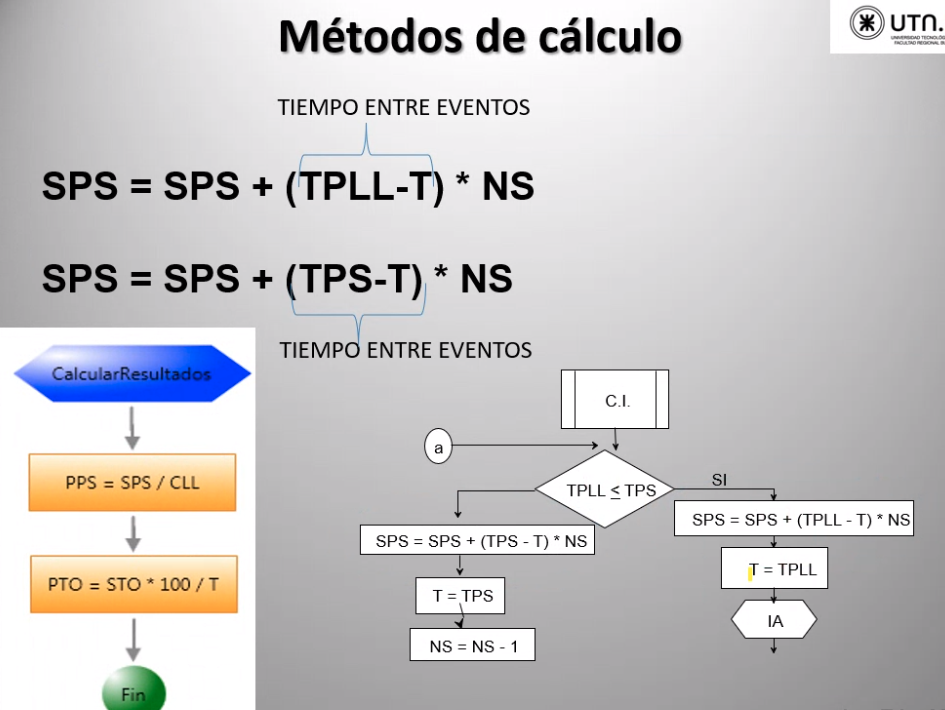 Métodos de cálculo
UTN.
UNIVERSIDAD TECNOLÓG
FACULTAD REGIONAL B
TIEMPO ENTRE EVENTOS
SPS = SPS + (TPLL-T) * NS
SPS = SPS + (TPS-T) * NS
TIEMPO ENTRE EVENTOS
CalcularResultados
PPS = SPS / CLL
PTO = STO * 100 / T
Fin
C.I.
a
TPLL ≤ TPS
SI
SPS = SPS + (TPS - T) * NS
SPS = SPS + (TPLL - T) * NS
T = TPS
T = TPLL
NS = NS - 1
IA